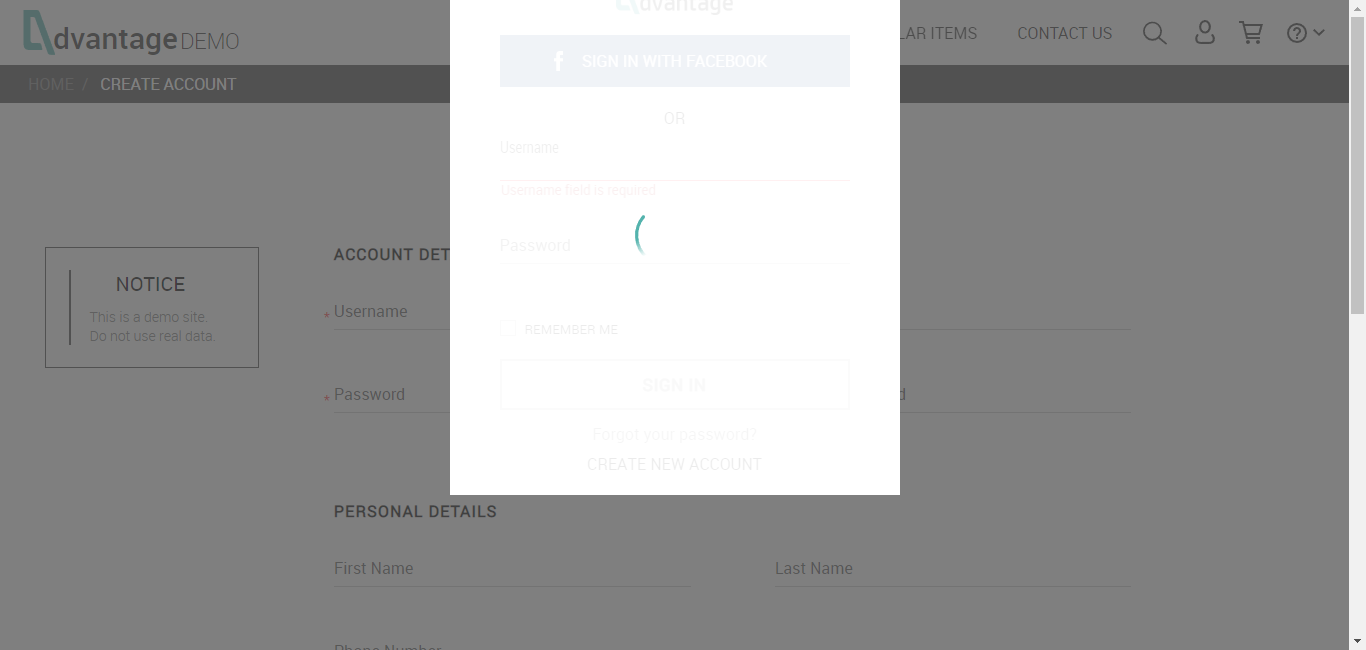 dvantage DEMO
LAR ITEMS
CONTACT US
HOME / CREATE ACCOUNT
dvantage
SIGN IN WITH FACEBOOK
OR
Username
Username field is required
Password
REMEMBER ME
SIGN IN
Forgot your password?
CREATE NEW ACCOUNT
NOTICE
This is a demo site.
Do not use real data.
ACCOUNT DET
Username
Password
d
PERSONAL DETAILS
First Name
Last Name
Phone Number